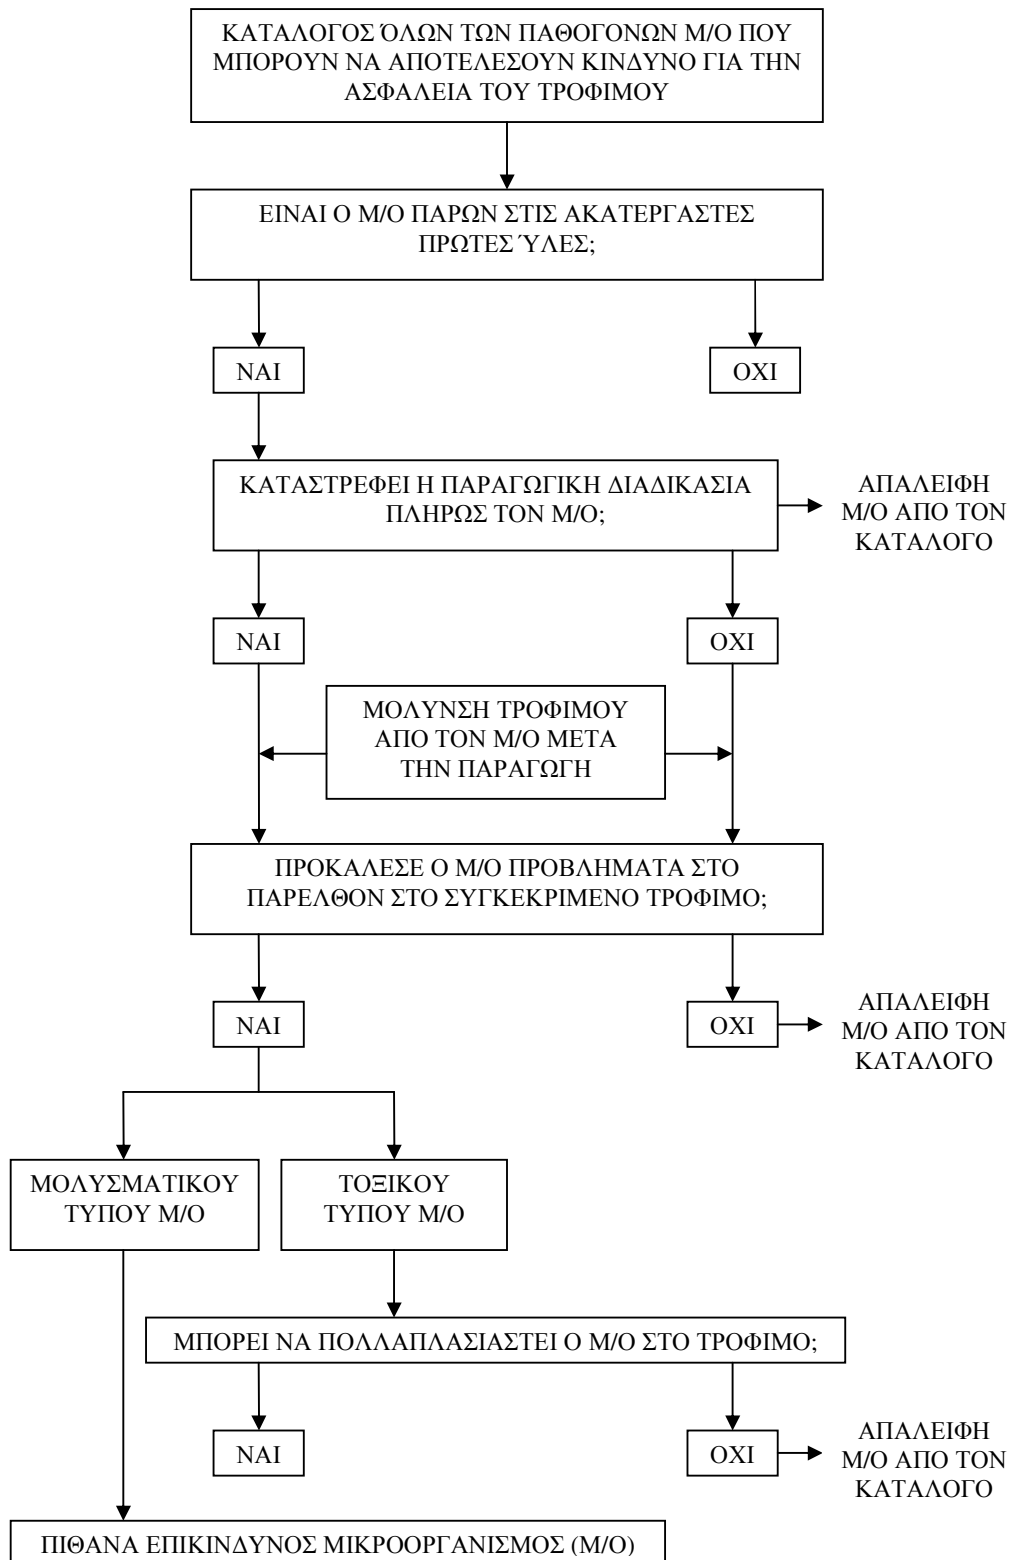 ΚΑΤΑΛΟΓΟΣ ΌΛΩΝ ΤΩΝ ΠΑΘΟΓΟΝΩΝ Μ/Ο ΠΟΥ
ΜΠΟΡΟΥΝ ΝΑ ΑΠΟΤΕΛΕΣΟΥΝ ΚΙΝΔΥΝΟ ΓΙΑ ΤΗΝ
ΑΣΦΑΛΕΙΑ ΤΟΥ ΤΡΟΦΙΜΟΥ
ΕΙΝΑΙ Ο Μ/Ο ΠΑΡΩΝ ΣΤΙΣ ΑΚΑΤΕΡΓΑΣΤΕΣ
ΠΡΩΤΕΣ ΎΛΕΣ;
ΝΑΙ
ΟΧΙ
ΚΑΤΑΣΤΡΕΦΕΙ Η ΠΑΡΑΓΩΓΙΚΗ ΔΙΑΔΙΚΑΣΙΑ
ΠΛΗΡΩΣ ΤΟΝ Μ/Ο;
ΑΠΑΛΕΙΦΗ
Μ/Ο ΑΠΟ ΤΟΝ
ΚΑΤΑΛΟΓΟ
ΝΑΙ
ΟΧΙ
ΜΟΛΥΝΣΗ ΤΡΟΦΙΜΟΥ
ΑΠΟ ΤΟΝ Μ/Ο ΜΕΤΑ
ΤΗΝ ΠΑΡΑΓΩΓΗ
ΠΡΟΚΑΛΕΣΕ Ο Μ/Ο ΠΡΟΒΛΗΜΑΤΑ ΣΤΟ
ΠΑΡΕΛΘΟΝ ΣΤΟ ΣΥΓΚΕΚΡΙΜΕΝΟ ΤΡΟΦΙΜΟ;
ΝΑΙ
ΟΧΙ
ΑΠΑΛΕΙΦΗ
Μ/Ο ΑΠΟ ΤΟΝ
ΚΑΤΑΛΟΓΟ
ΜΟΛΥΣΜΑΤΙΚΟΥ
ΤΥΠΟΥ Μ/Ο
ΤΟΞΙΚΟΥ
ΤΥΠΟΥ Μ/Ο
ΜΠΟΡΕΙ ΝΑ ΠΟΛΛΑΠΛΑΣΙΑΣΤΕΙ Ο Μ/Ο ΣΤΟ ΤΡΟΦΙΜΟ;
ΝΑΙ
ΟΧΙ
ΑΠΑΛΕΙΦΗ
Μ/Ο ΑΠΟ ΤΟΝ
ΚΑΤΑΛΟΓΟ
ΠΙΘΑΝΑ ΕΠΙΚΙΝΔΥΝΟΣ ΜΙΚΡΟΟΡΓΑΝΙΣΜΟΣ (Μ/Ο)